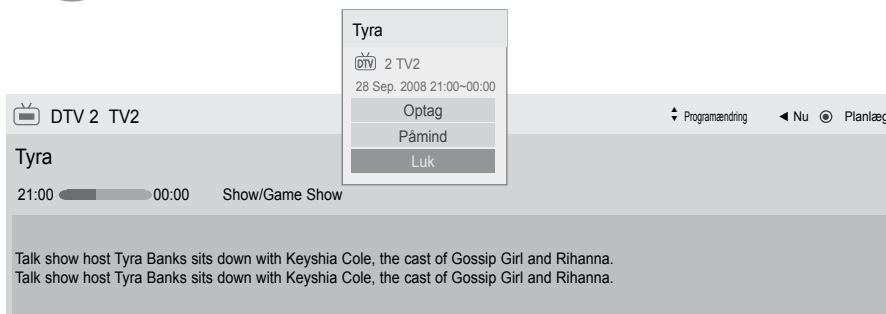 Tyra
DTV 2 TV2
28 Sep. 2008 21:00~00:00
Optag
Påmind
Luk
DTV 2 TV2
Programændring ◄ Nu ◉ Planlæg
Tyra
21:00 00:00 Show/Game Show
Talk show host Tyra Banks sits down with Keyshia Cole, the cast of Gossip Girl and Rihanna.
Talk show host Tyra Banks sits down with Keyshia Cole, the cast of Gossip Girl and Rihanna.